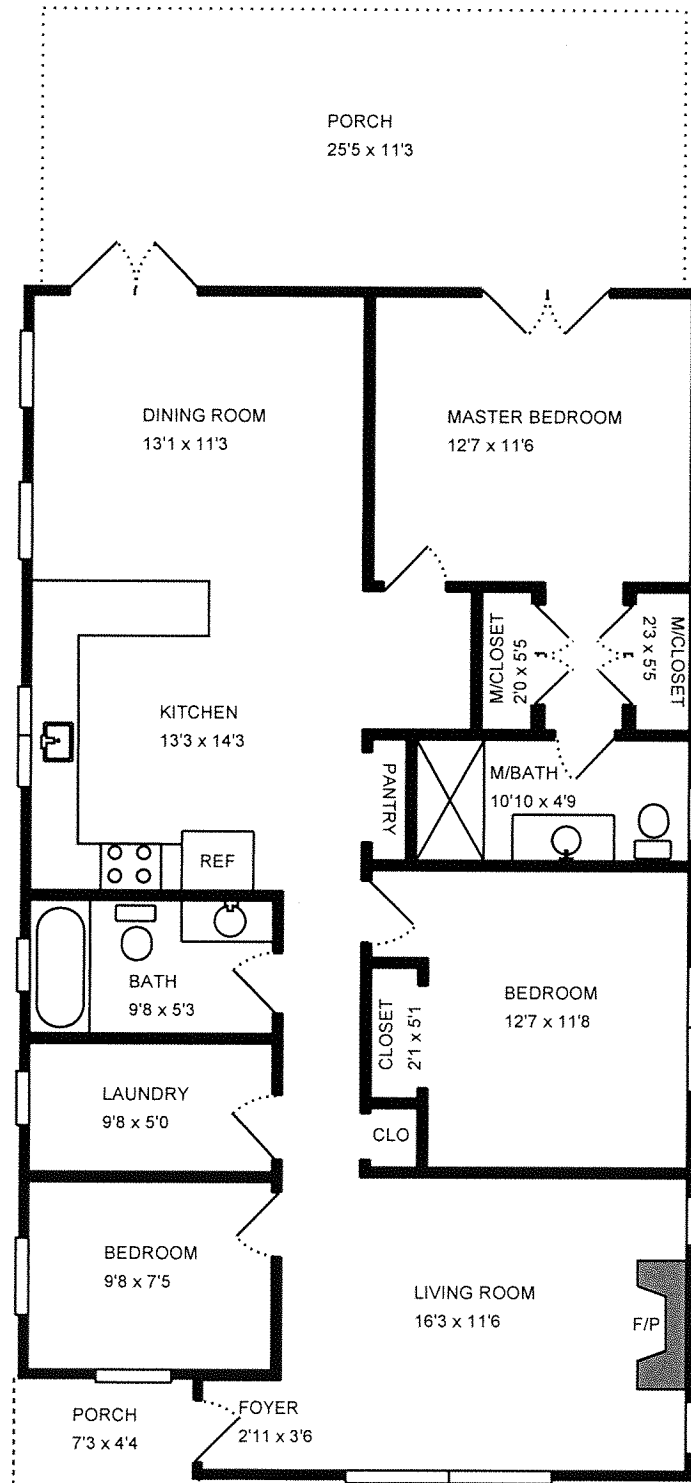 PORCH
25'5 x 11'3
DINING ROOM
13'1 x 11'3
MASTER BEDROOM
12'7 x 11'6
M/CLOSET
2'0 x 5'5
M/CLOSET
2'3 x 5'5
KITCHEN
13'3 x 14'3
PANTRY
M/BATH
10'10 x 4'9
REF
BATH
9'8 x 5'3
BEDROOM
12'7 x 11'8
CLOSET
2'1 x 5'1
LAUNDRY
9'8 x 5'0
CLO
BEDROOM
9'8 x 7'5
LIVING ROOM
16'3 x 11'6
F/P
PORCH
7'3 x 4'4
FOYER
2'11 x 3'6